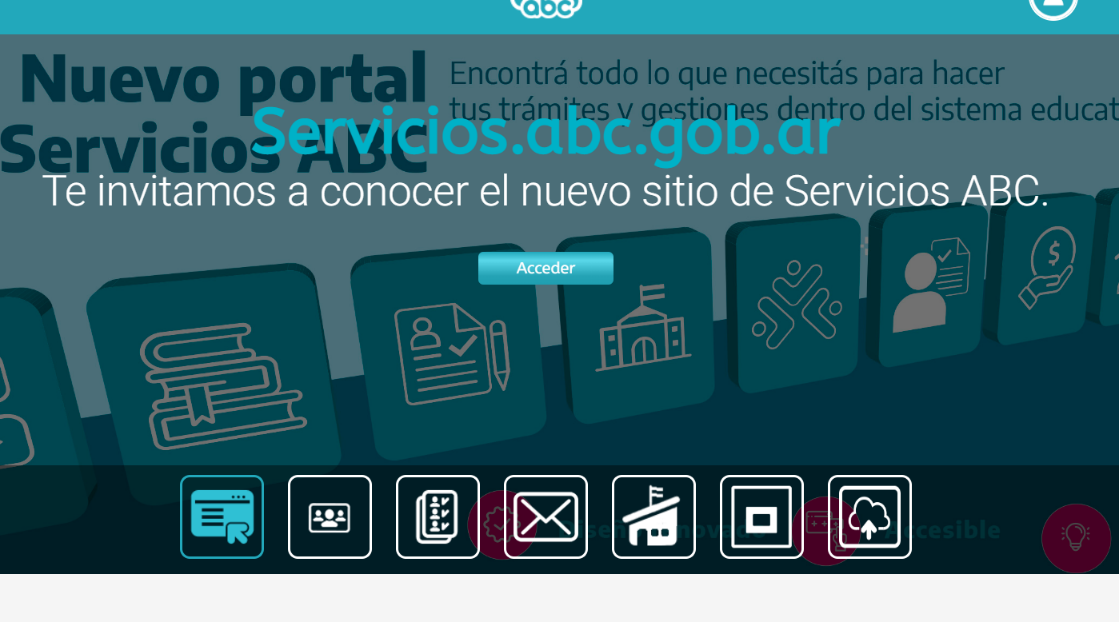 abc
Nuevo portal
Servicios ABC
Encontrá todo lo que necesitás para hacer
tus trámites y gestiones dentro del sistema educat
Servicios.abc.gob.ar
Te invitamos a conocer el nuevo sitio de Servicios ABC.
Acceder
Accesible